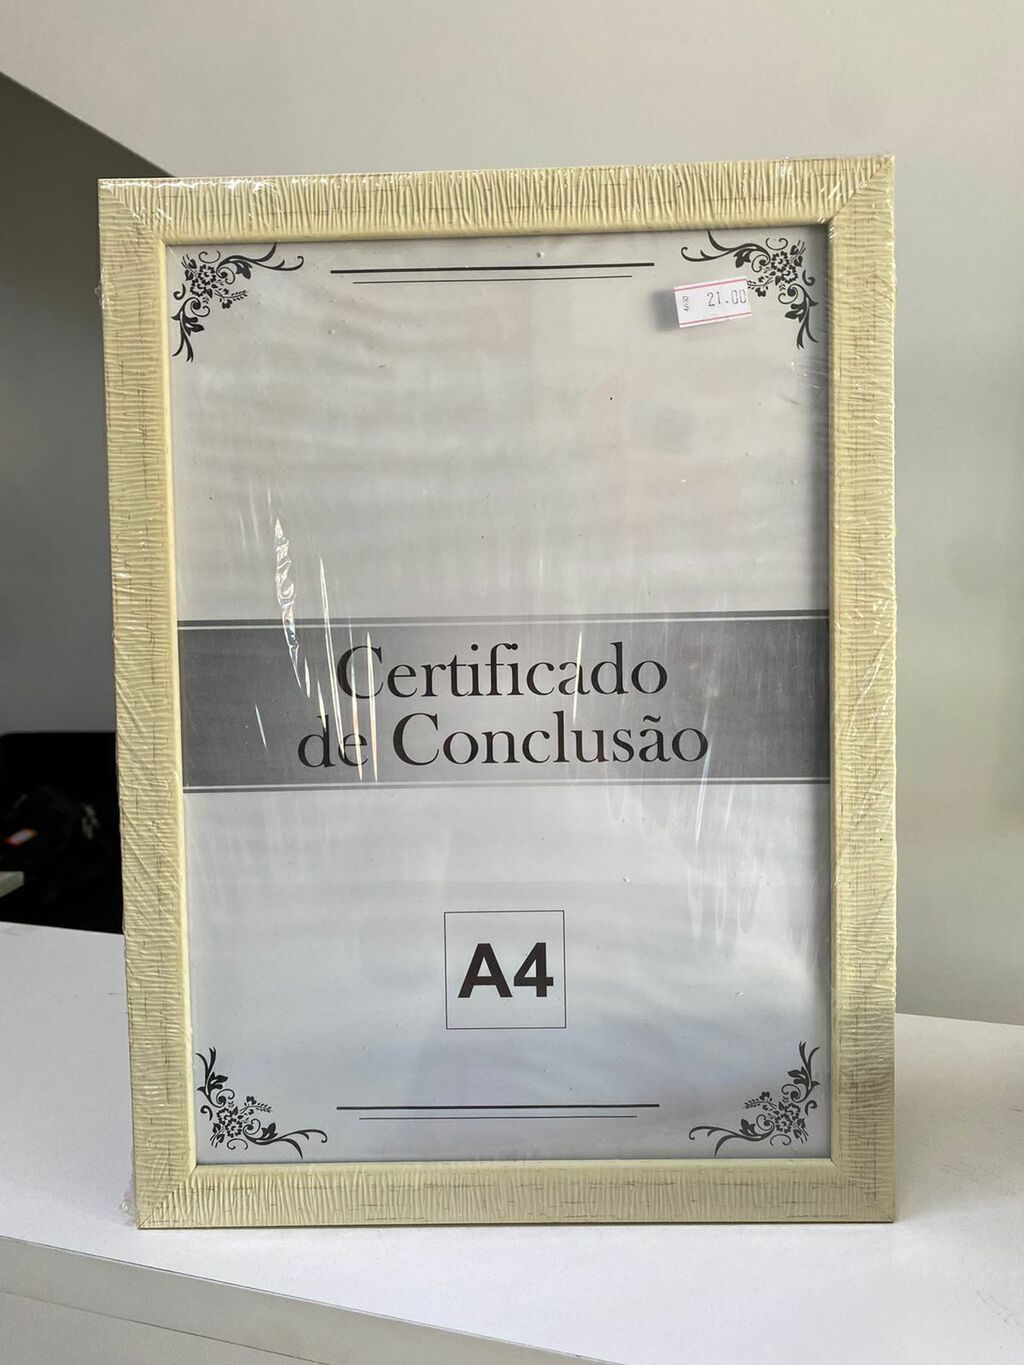 21.00
Certificado
de Conclusão
A4